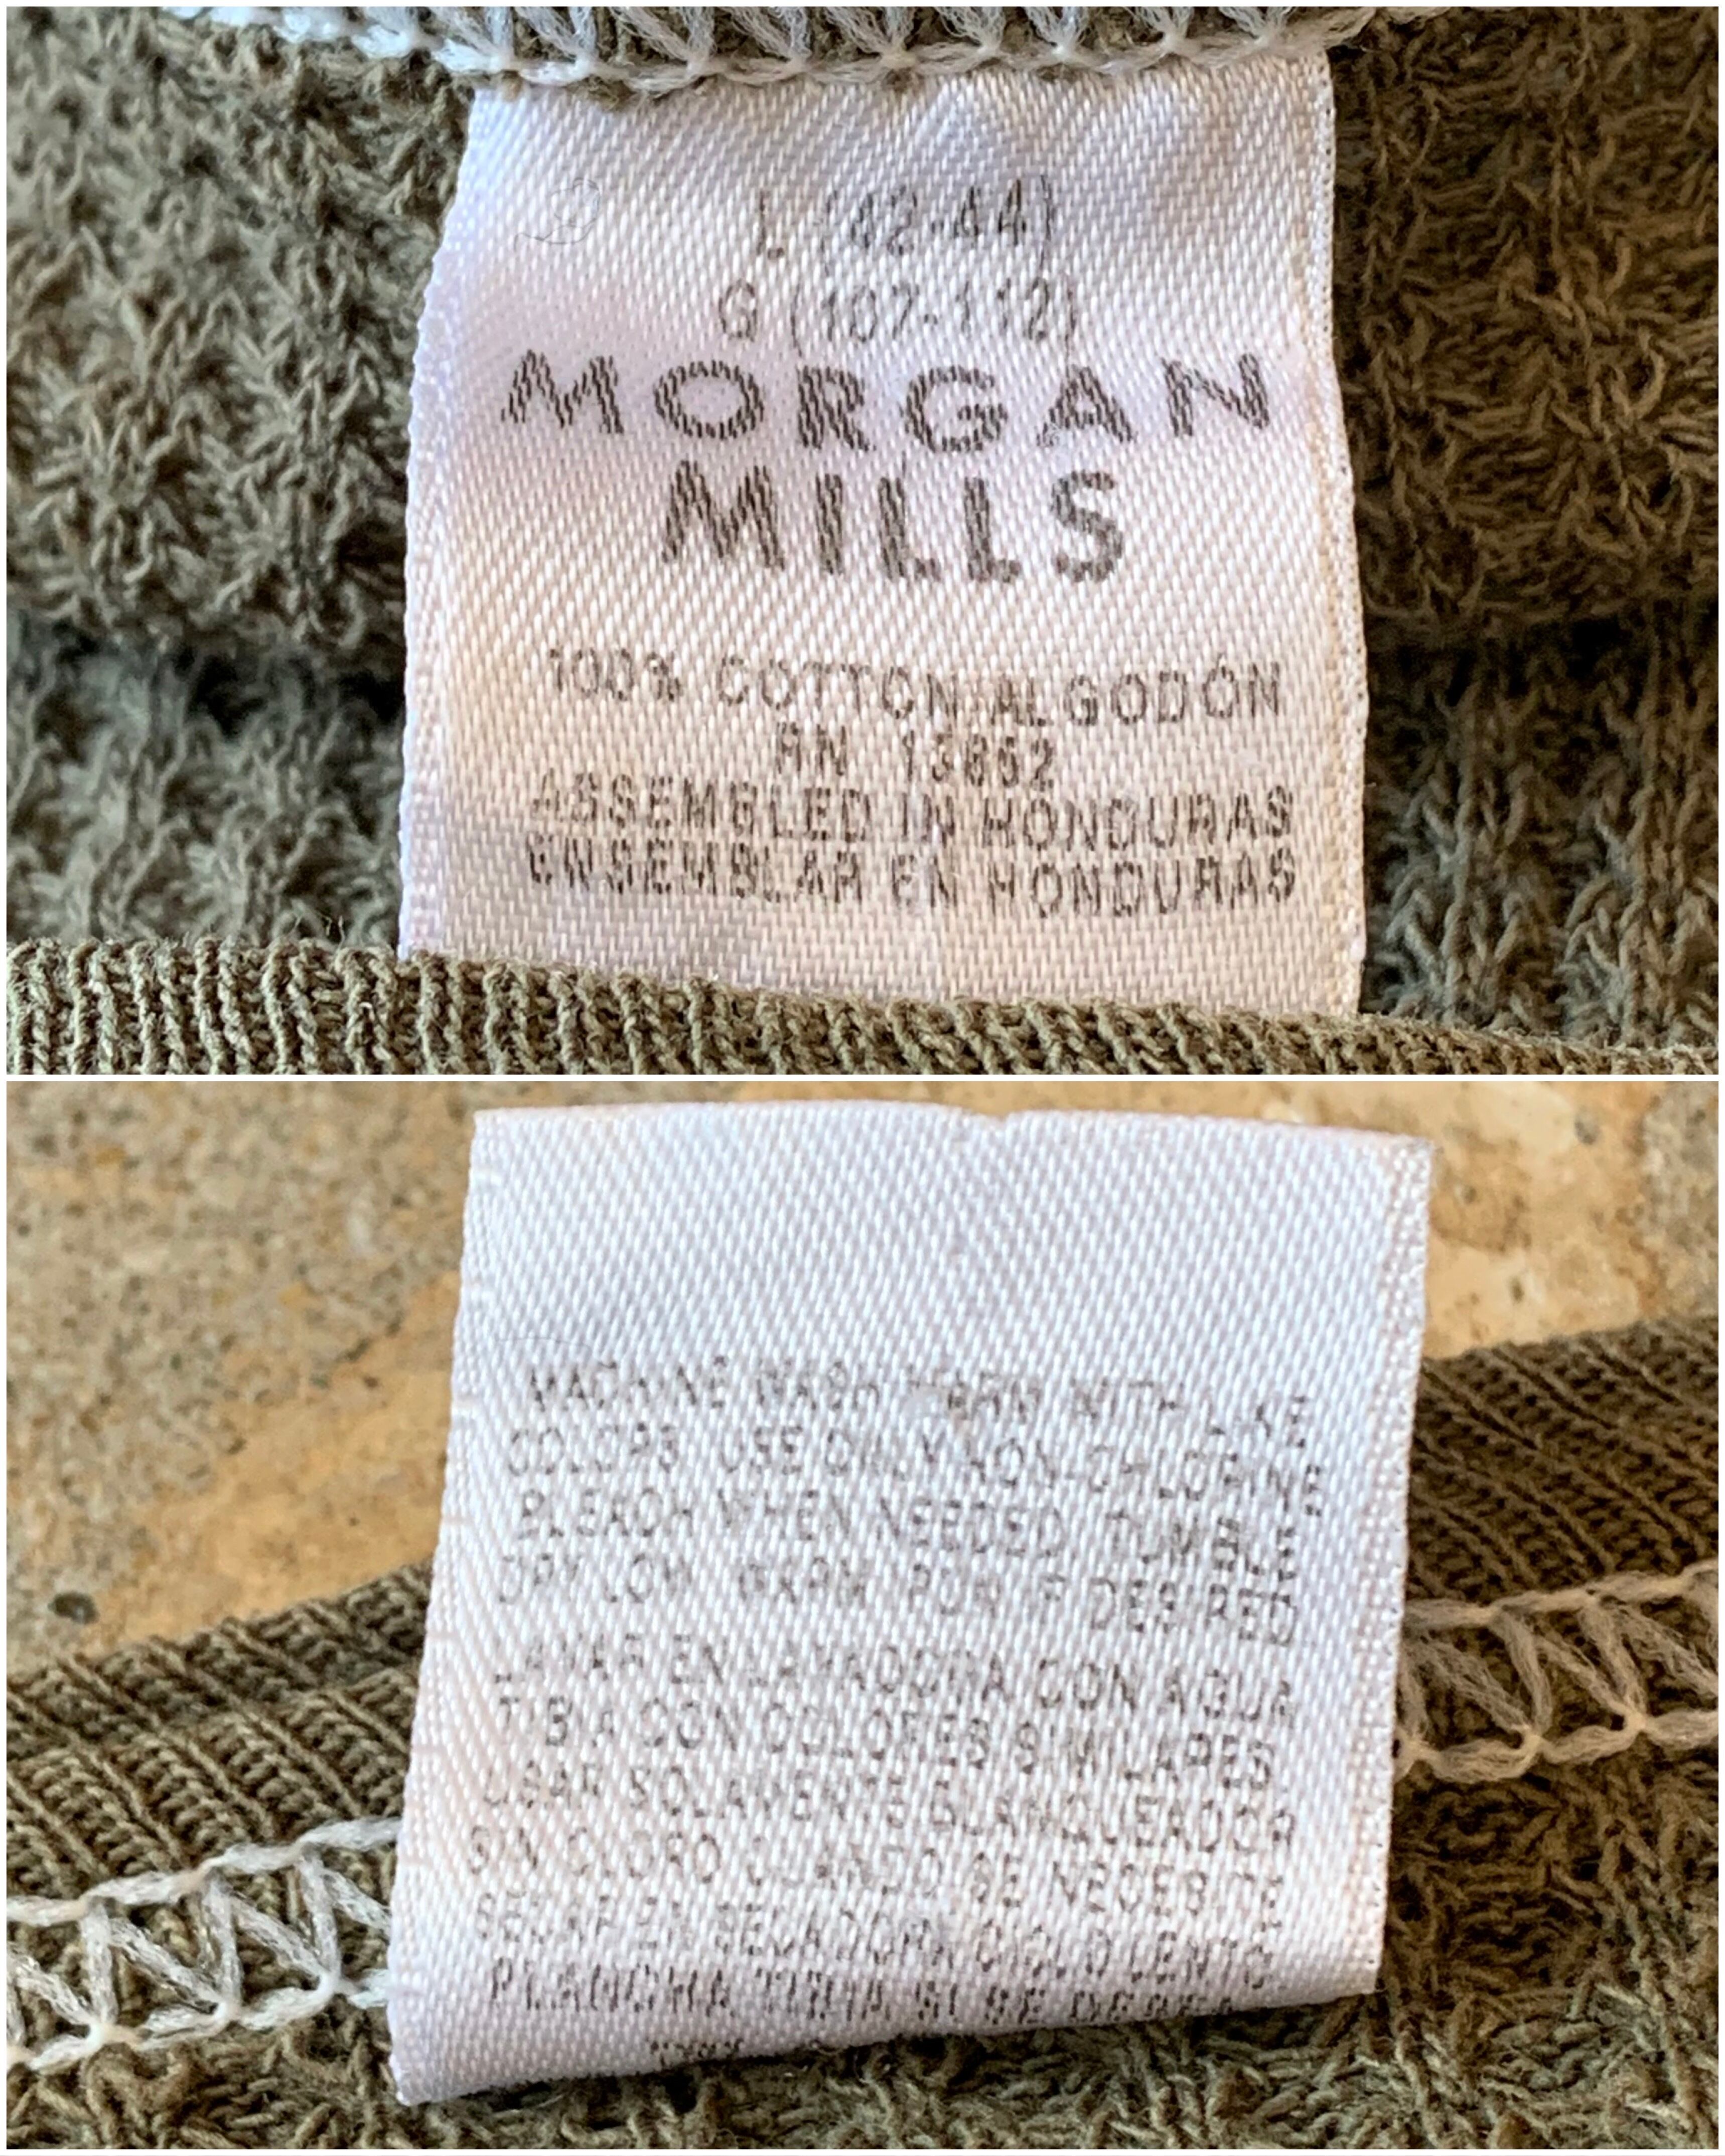 L (42-44)
G (107-112)
MORGAN
MILLS
100% COTTON-ALGODÓN
RN 13862
ASSEMBLED IN HONDURAS
ENSEMBLAR EN HONDURAS
MACHINE WASH WARM WITH LIKE
COLORS USE ONLY NON-CHLORINE
BLEACH WHEN NEEDED TUMBLE
DRY LOW WARM IRON IF DESIRED
LAVAR EN LAVADORA CON AGUA
TIBIA CON COLORES SIMILARES
USAR SOLAMENTE BLANQUEADOR
SIN CLORO CUANDO SE NECESITE
SECAR EN SECADORA CICLO LENTO
PLANCHA TIBIA SI SE DESEA